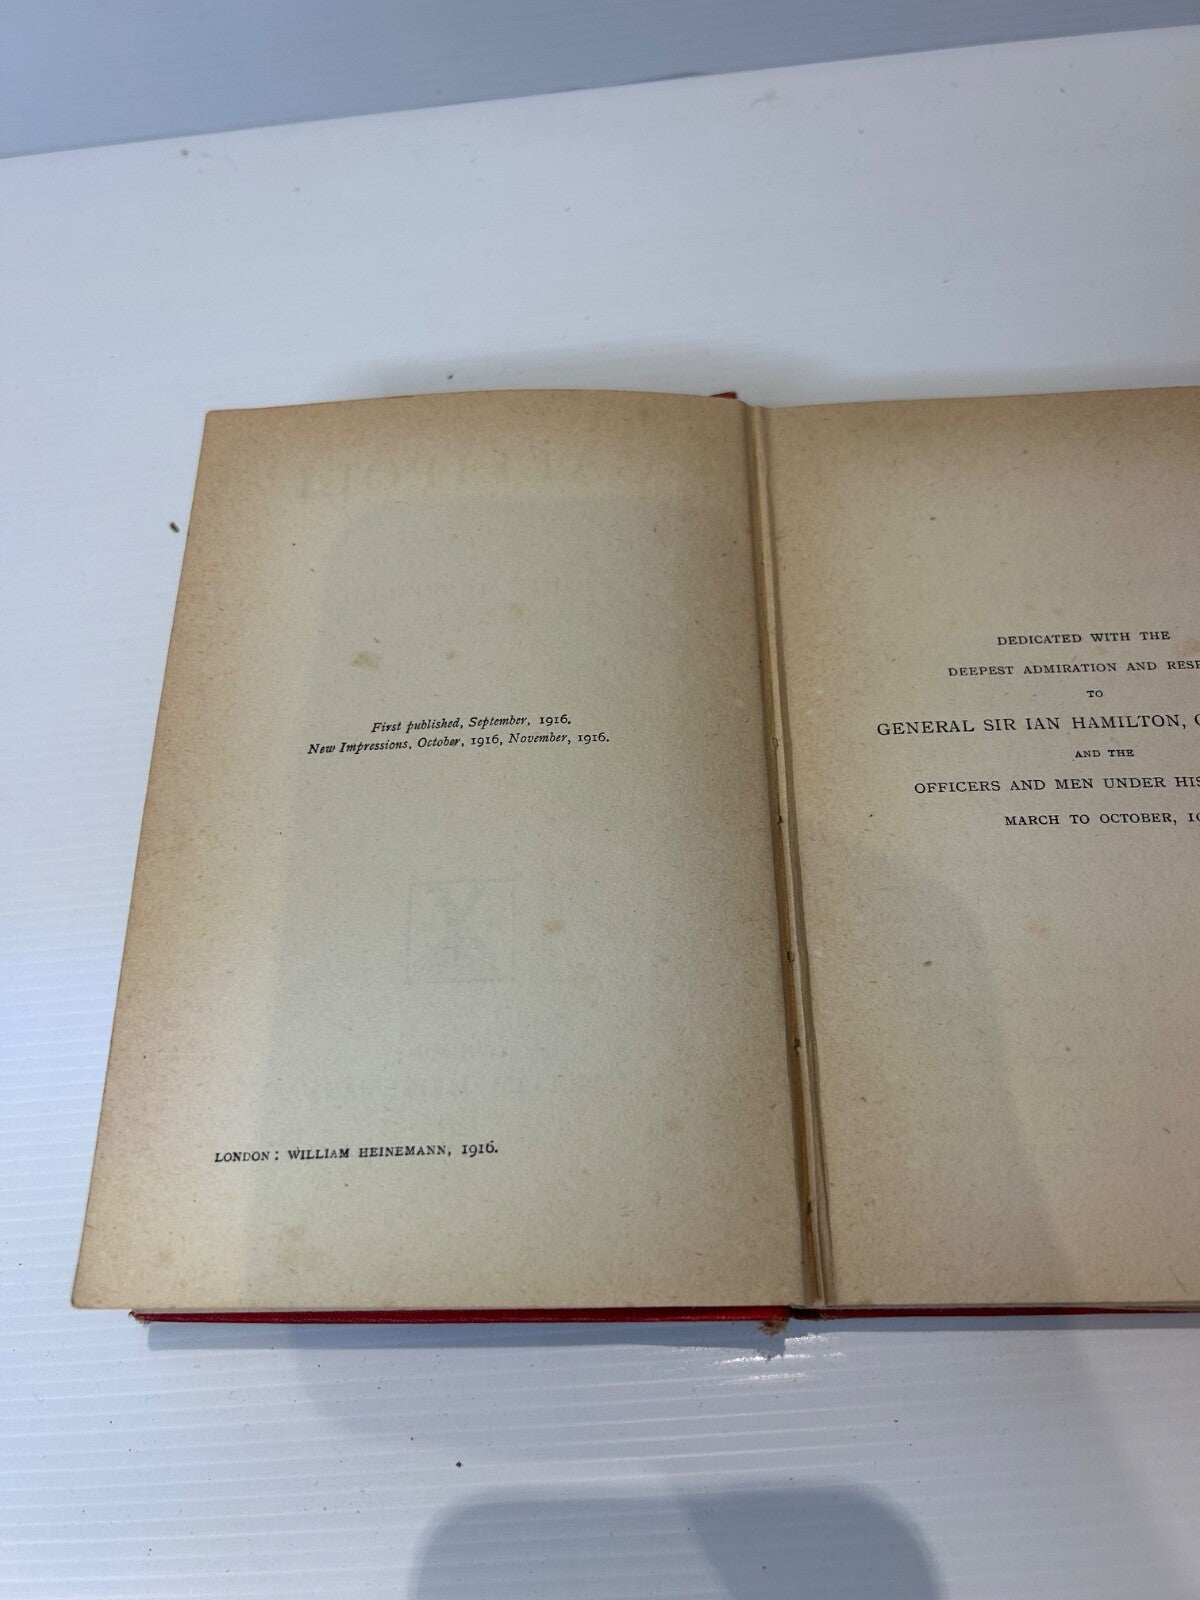 First published, September, 1916.
New Impressions, October, 1916, November, 1916.
LONDON: WILLIAM HEINEMANN, 1916.
DEDICATED WITH THE
DEEPEST ADMIRATION AND
TO
GENERAL SIR IAN HAMILTON,
AND THE
OFFICERS AND MEN UNDER HIS
MARCH TO OCTOBER,